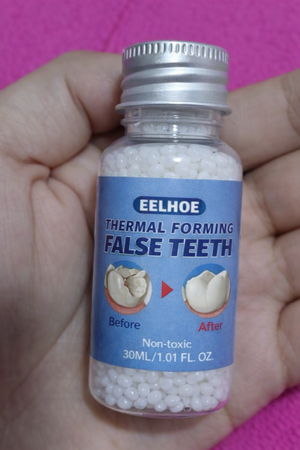 EELHOE
THERMAL FORMING
FALSE TEETH
Before
After
Non-toxic
30ML/1.01 FL. OZ.